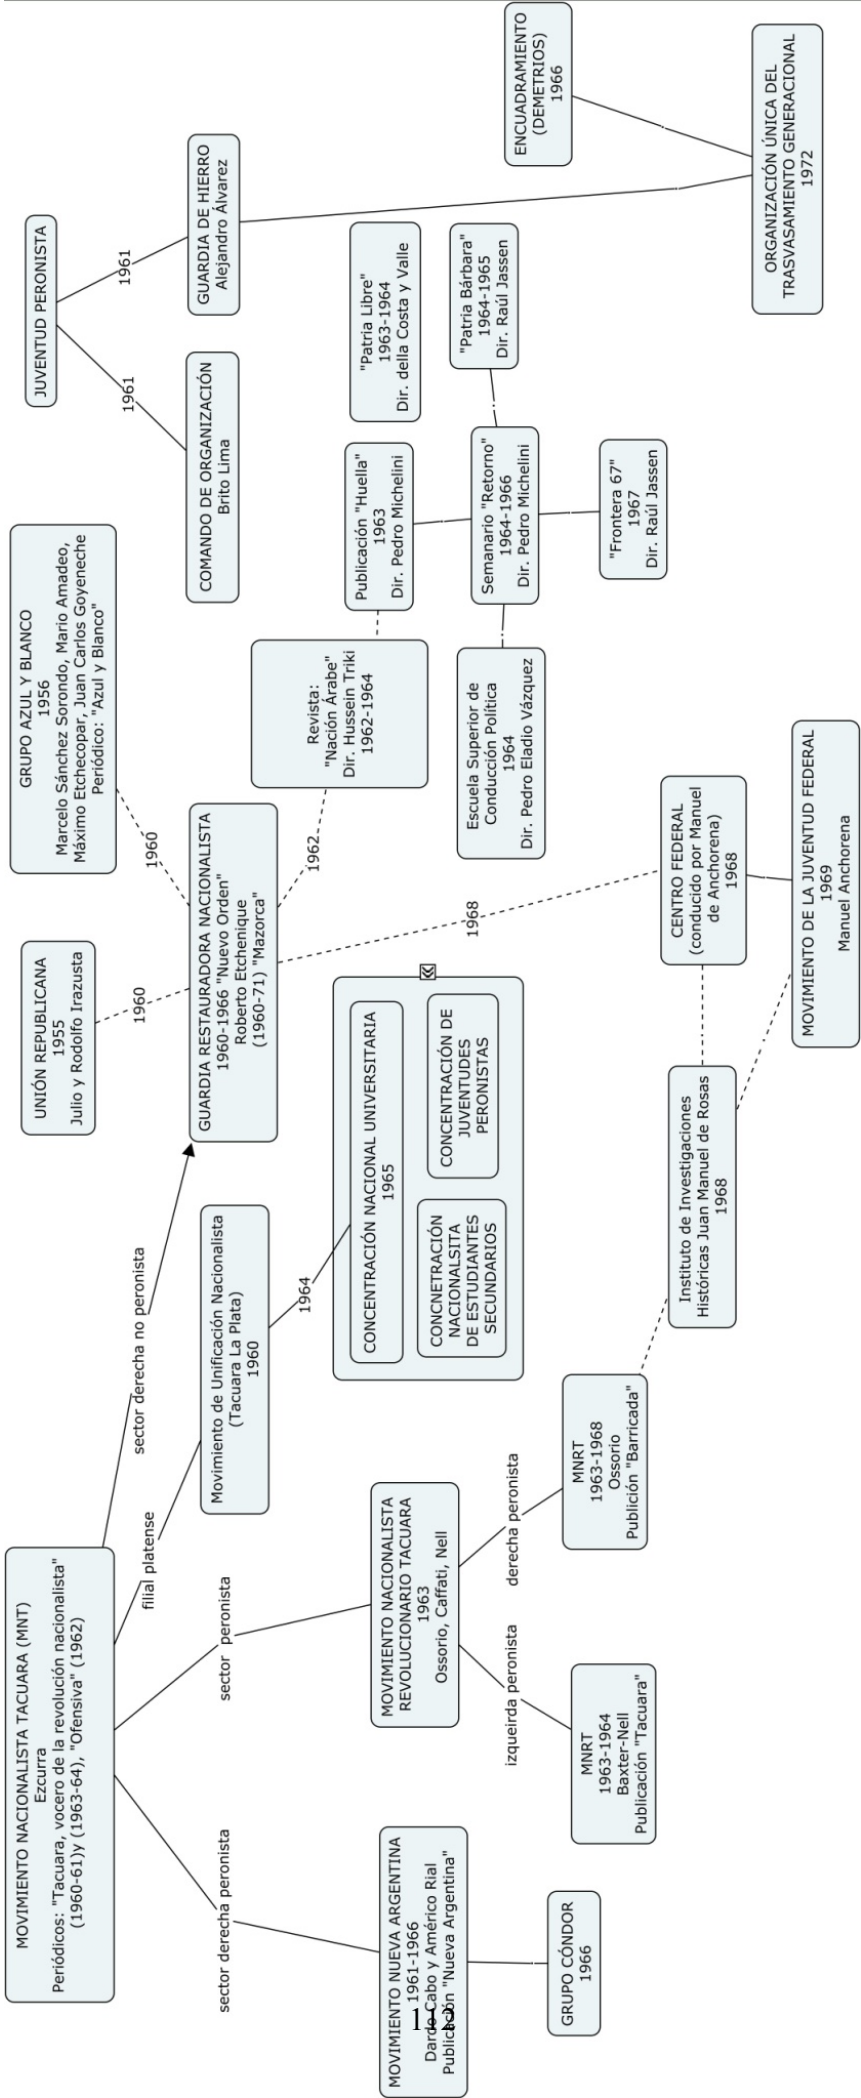 MOVIMIENTO NACIONALISTA TACUARA (MNT)
Ezcurra
Periódicos: "Tacuara, vocero de la revolución nacionalista"
(1960-61)y (1963-64), "Ofensiva" (1962)
sector derecha peronista
sector peronista
filial platense
sector derecha no peronista
MOVIMIENTO NUEVA ARGENTINA
1961-1966
Dardo Cabo y Américo Rial
Publicación "Nueva Argentina"
GRUPO CÓNDOR
1966
MOVIMIENTO NACIONALISTA
REVOLUCIONARIO TACUARA
1963
Ossorio, Caffati, Nell
izqueirda peronista
derecha peronista
MNRT
1963-1964
Baxter-Nell
Publicación "Tacuara"
MNRT
1963-1968
Ossorio
Publición "Barricada"
Movimiento de Unificación Nacionalista
(Tacuara La Plata)
1960
1964
CONCENTRACIÓN NACIONAL UNIVERSITARIA
1965
CONCNETRACIÓN
NACIONALSITA
DE ESTUDIANTES
SECUNDARIOS
CONCENTRACIÓN DE
JUVENTUDES
PERONISTAS
UNIÓN REPUBLICANA
1955
Julio y Rodolfo Irazusta
1960
GRUPO AZUL Y BLANCO
1956
Marcelo Sánchez Sorondo, Mario Amadeo,
Máximo Etchecopar, Juan Carlos Goyeneche
Periódico: "Azul y Blanco"
1960
GUARDIA RESTAURADORA NACIONALISTA
1960-1966 "Nuevo Orden"
Roberto Etchenique
(1960-71) "Mazorca"
1962
1968
Revista:
"Nación Árabe"
Dir. Hussein Triki
1962-1964
Instituto de Investigaciones
Históricas Juan Manuel de Rosas
1968
CENTRO FEDERAL
(conducido por Manuel
de Anchorena)
1968
MOVIMIENTO DE LA JUVENTUD FEDERAL
1969
Manuel Anchorena
Publicación "Huella"
1963
Dir. Pedro Michelini
"Patria Libre"
1963-1964
Dir. della Costa y Valle
Escuela Superior de
Conducción Política
1964
Dir. Pedro Eladio Vázquez
Semanario "Retorno"
1964-1966
Dir. Pedro Michelini
"Patria Bárbara"
1964-1965
Dir. Raúl Jassen
"Frontera 67"
1967
Dir. Raúl Jassen
JUVENTUD PERONISTA
1961
1961
COMANDO DE ORGANIZACIÓN
Brito Lima
GUARDIA DE HIERRO
Alejandro Álvarez
ENCUADRAMIENTO
(DEMETRIOS)
1966
ORGANIZACIÓN ÚNICA DEL
TRASVASAMIENTO GENERACIONAL
1972